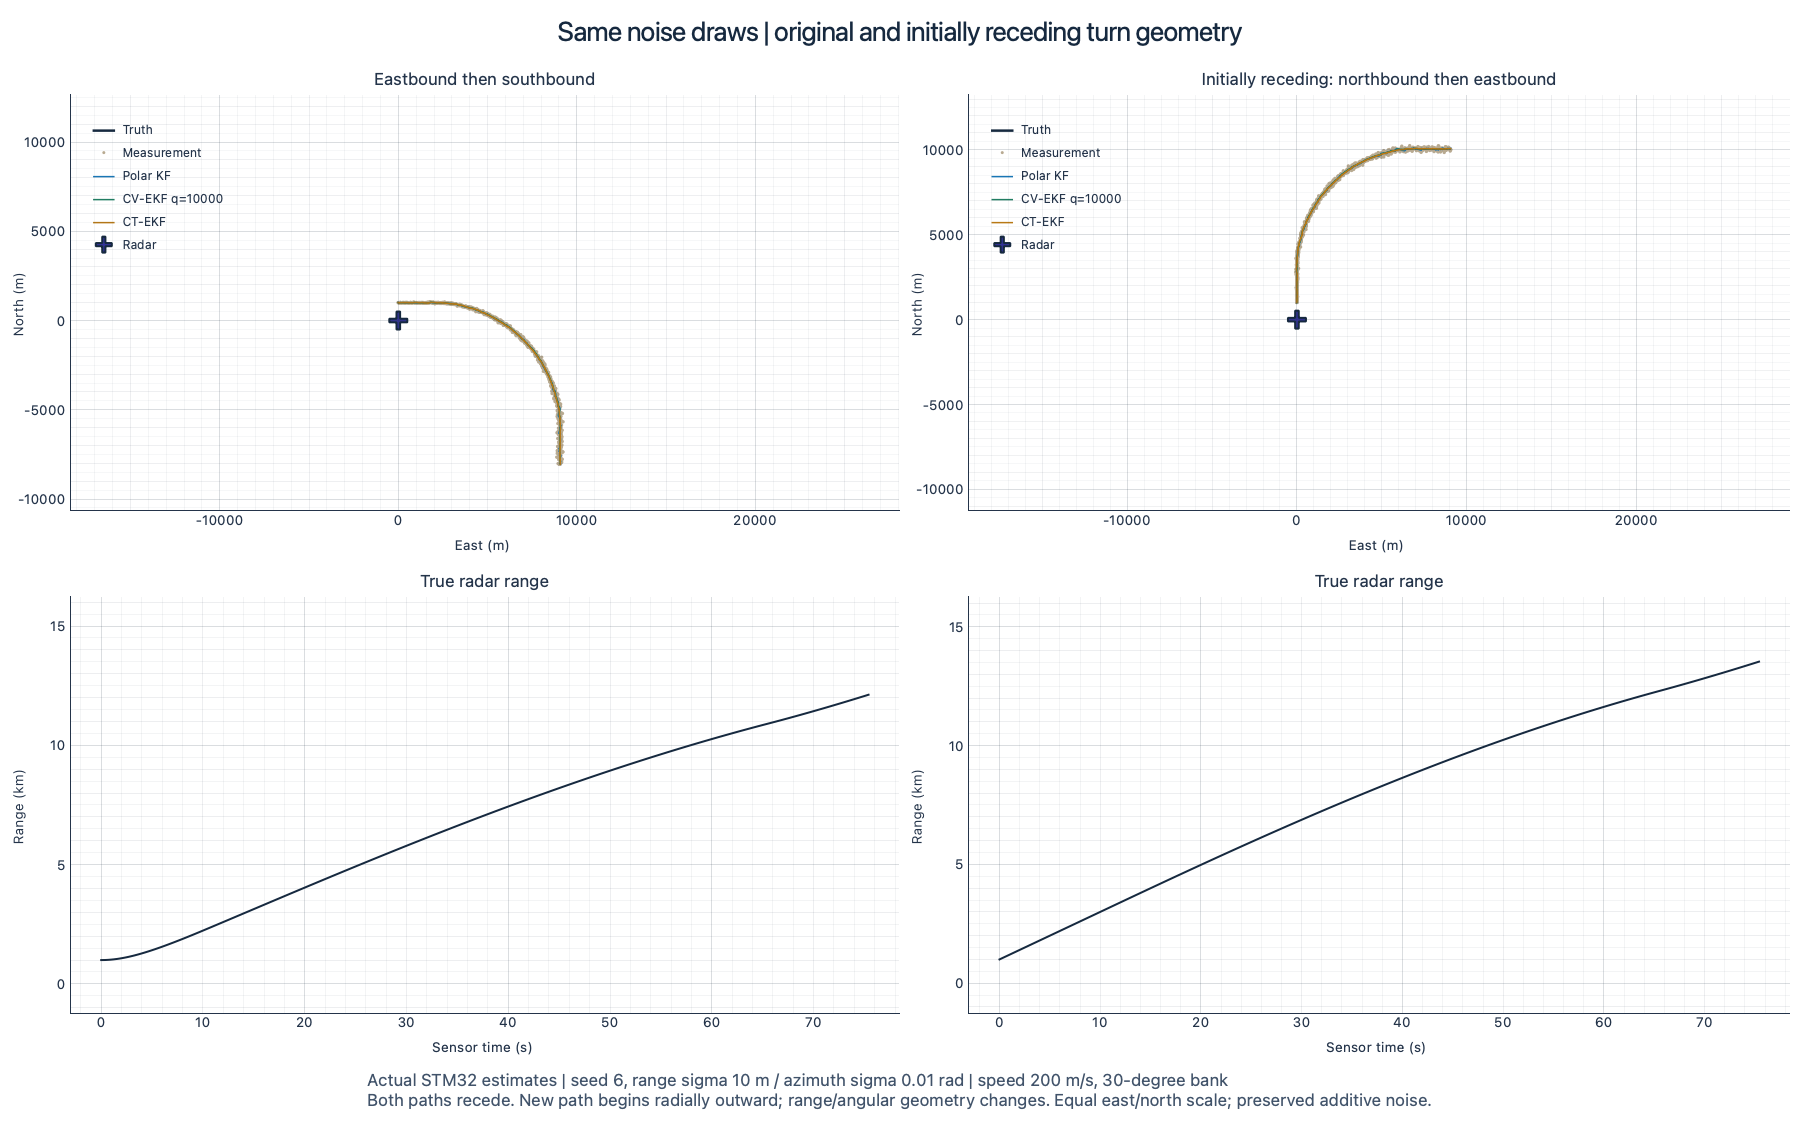 Same noise draws | original and initially receding turn geometry
Eastbound then southbound
Truth
Measurement
Polar KF
CV-EKF q=10000
CT-EKF
Radar
North (m)
10000
5000
0
-5000
-10000
-10000
0
10000
20000
East (m)
Initially receding: northbound then eastbound
Truth
Measurement
Polar KF
CV-EKF q=10000
CT-EKF
Radar
North (m)
10000
5000
0
-5000
-10000
-10000
0
10000
20000
East (m)
True radar range
Range (km)
15
10
5
0
0
10
20
30
40
50
60
70
Sensor time (s)
True radar range
Range (km)
15
10
5
0
0
10
20
30
40
50
60
70
Sensor time (s)
Actual STM32 estimates | seed 6, range sigma 10 m / azimuth sigma 0.01 rad | speed 200 m/s, 30-degree bank
Both paths recede. New path begins radially outward; range/angular geometry changes. Equal east/north scale; preserved additive noise.